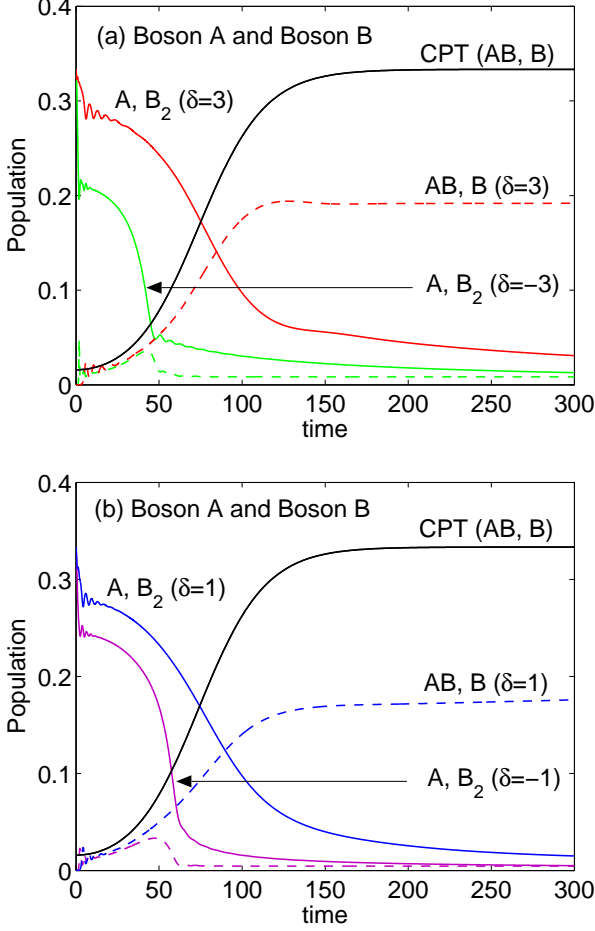 (a) Boson A and Boson B
CPT (AB, B)
A, B₂ (δ=3)
AB, B (δ=3)
A, B₂ (δ=−3)
Population
0.4
0.3
0.2
0.1
0
0 50 100 150 200 250 300
time
(b) Boson A and Boson B
CPT (AB, B)
A, B₂ (δ=1)
AB, B (δ=1)
A, B₂ (δ=−1)
Population
0.4
0.3
0.2
0.1
0
0 50 100 150 200 250 300
time